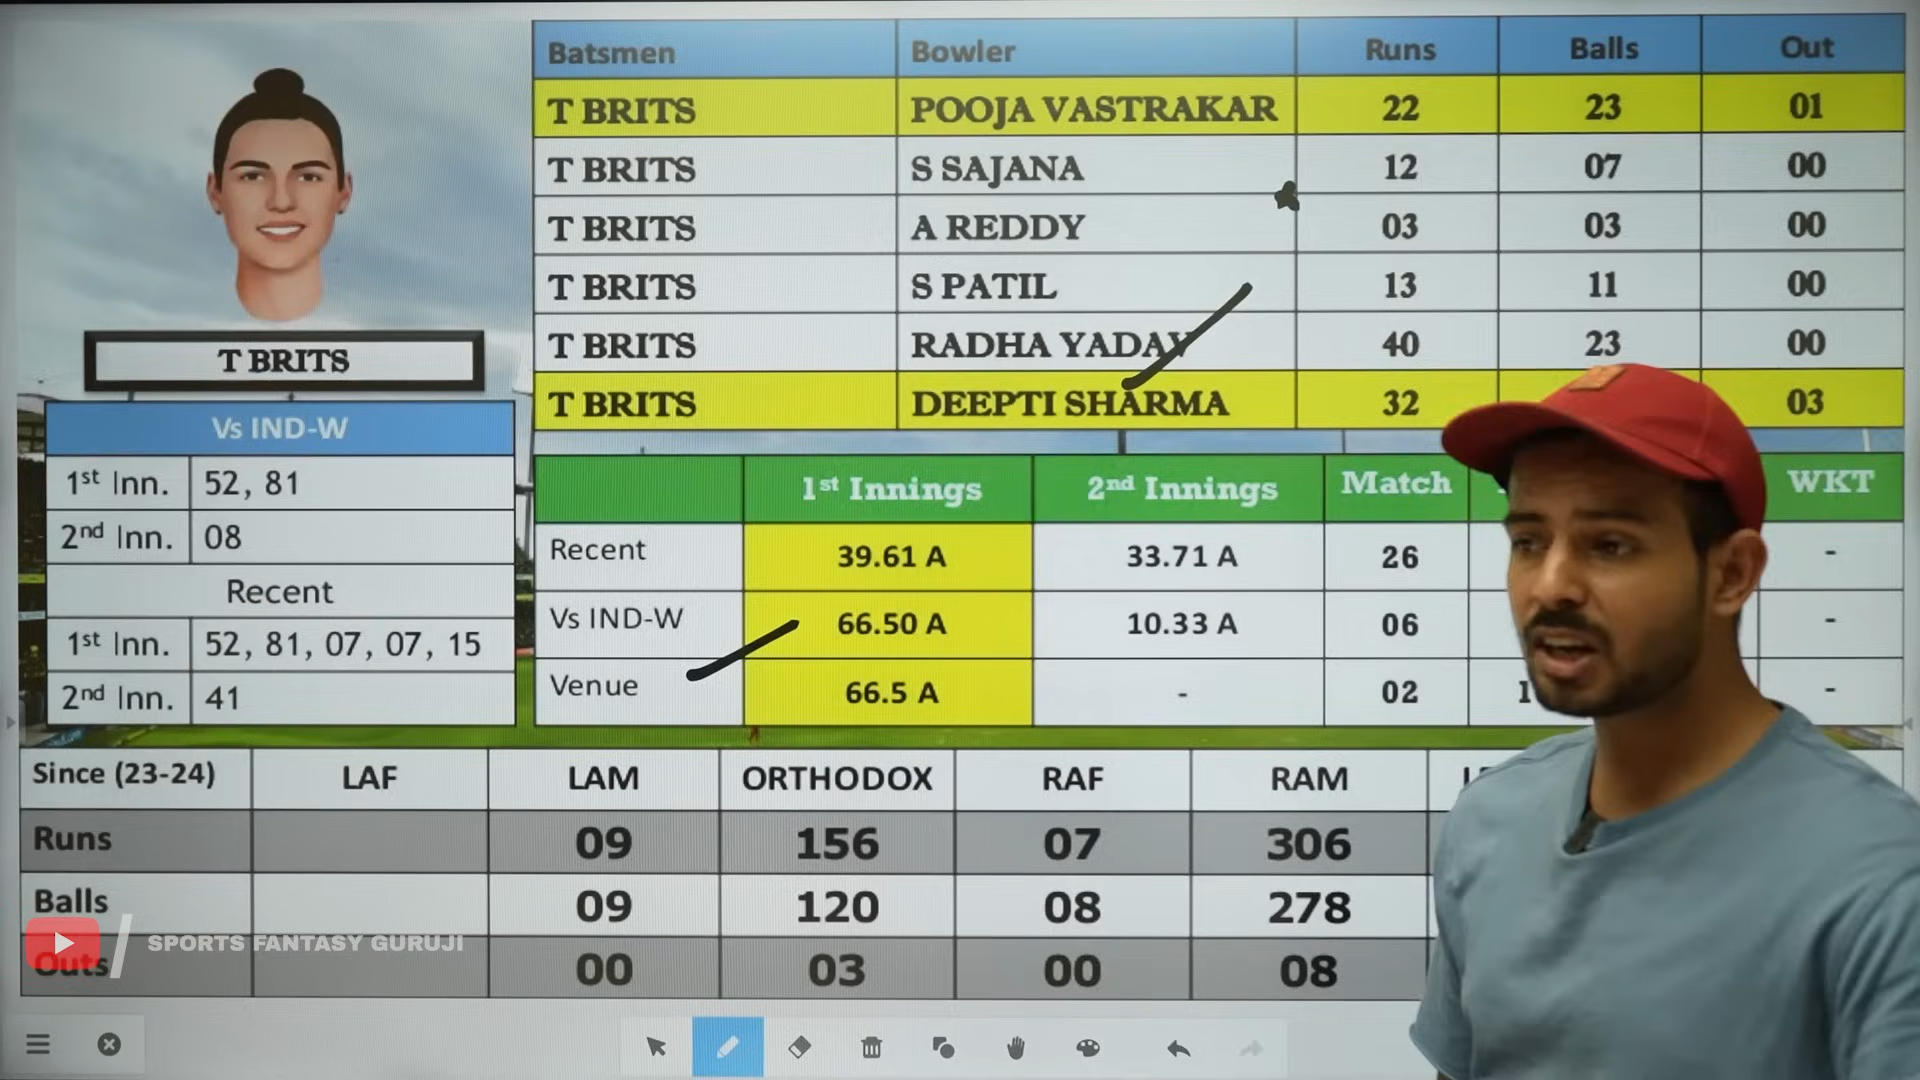 Batsmen Bowler Runs Balls Out
T BRITS POOJA VASTRAKAR 22 23 01
T BRITS S SAJANA 12 07 00
T BRITS A REDDY 03 03 00
T BRITS S PATIL 13 11 00
T BRITS RADHA YADAV 40 23 00
T BRITS DEEPTI SHARMA 32 03
T BRITS
Vs IND-W
1st Inn. 52, 81
2nd Inn. 08
Recent
1st Inn. 52, 81, 07, 07, 15
2nd Inn. 41
1st Innings 2nd Innings Match WKT
Recent 39.61 A 33.71 A 26 -
Vs IND-W 66.50 A 10.33 A 06 -
Venue 66.5 A - 02 -
Since (23-24) LAF LAM ORTHODOX RAF RAM
Runs 09 156 07 306
Balls 09 120 08 278
Outs 00 03 00 08
SPORTS FANTASY GURUJI